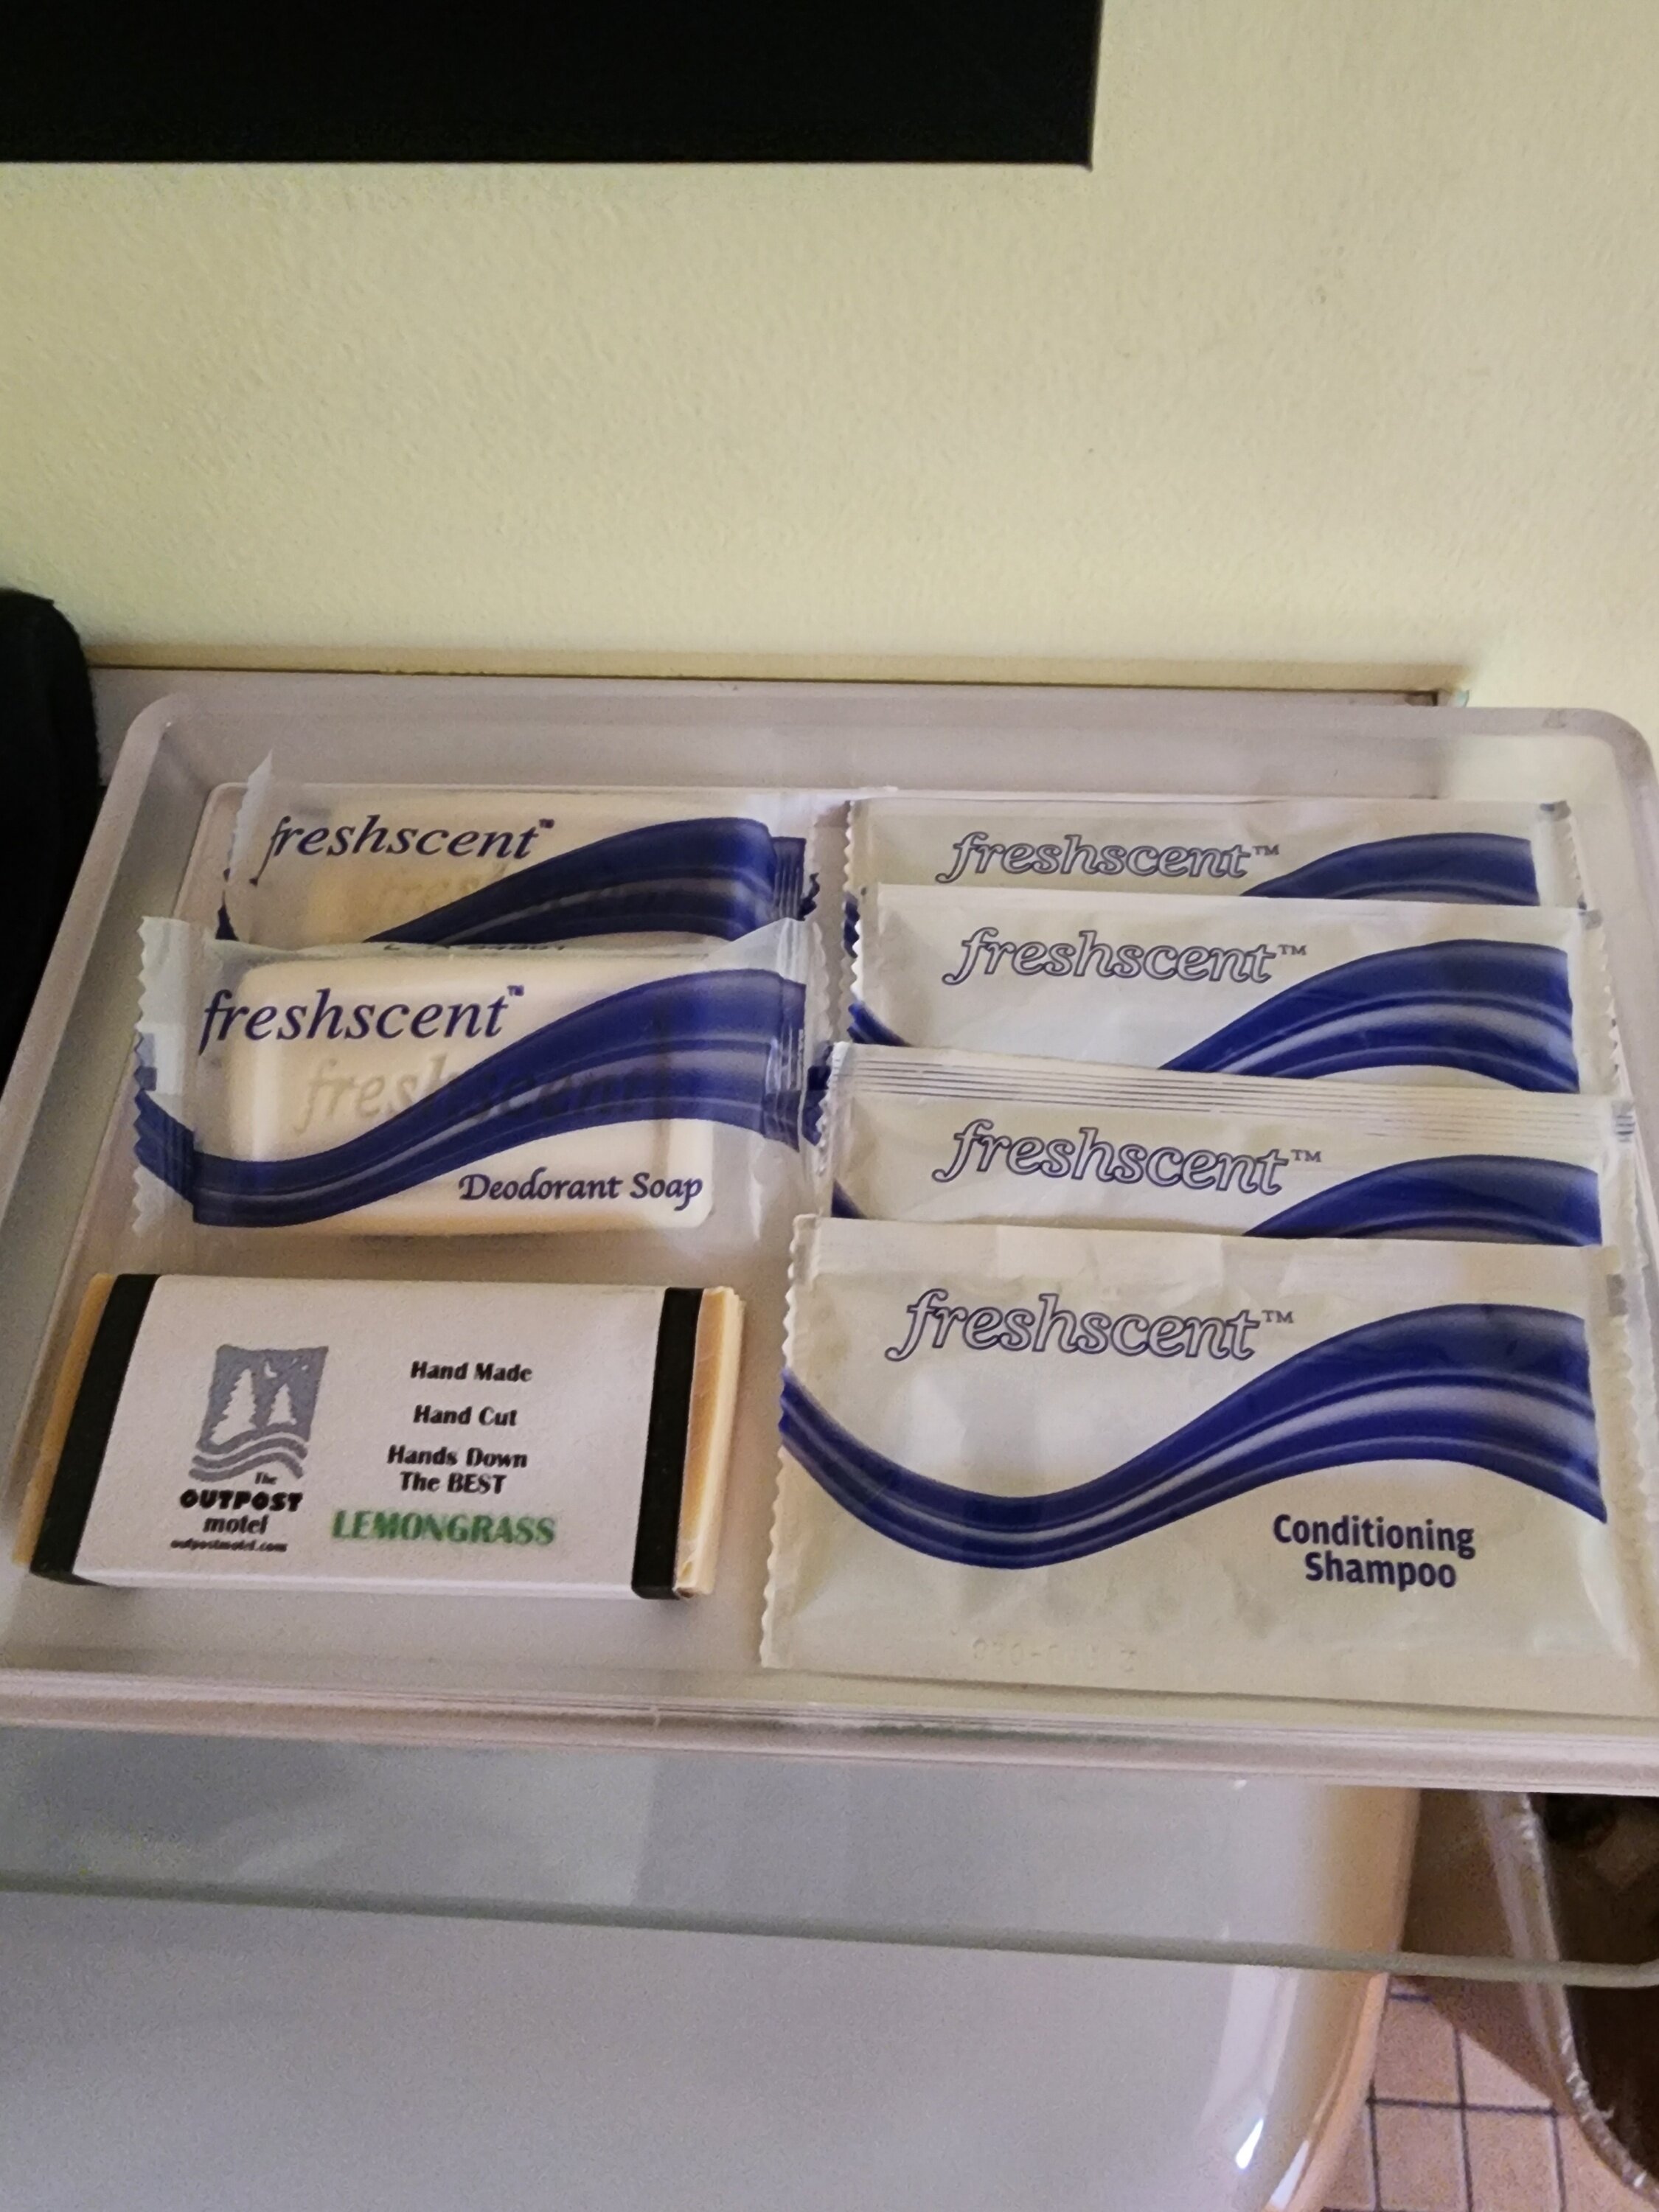 freshscent™
freshscent™
freshscent
Deodorant Soap
Hand Made
Hand Cut
Hands Down
The BEST
LEMONGRASS
The
OUTPOST
motel
outpostmotel.com
freshscent™
freshscent™
freshscent™
freshscent™
Conditioning
Shampoo